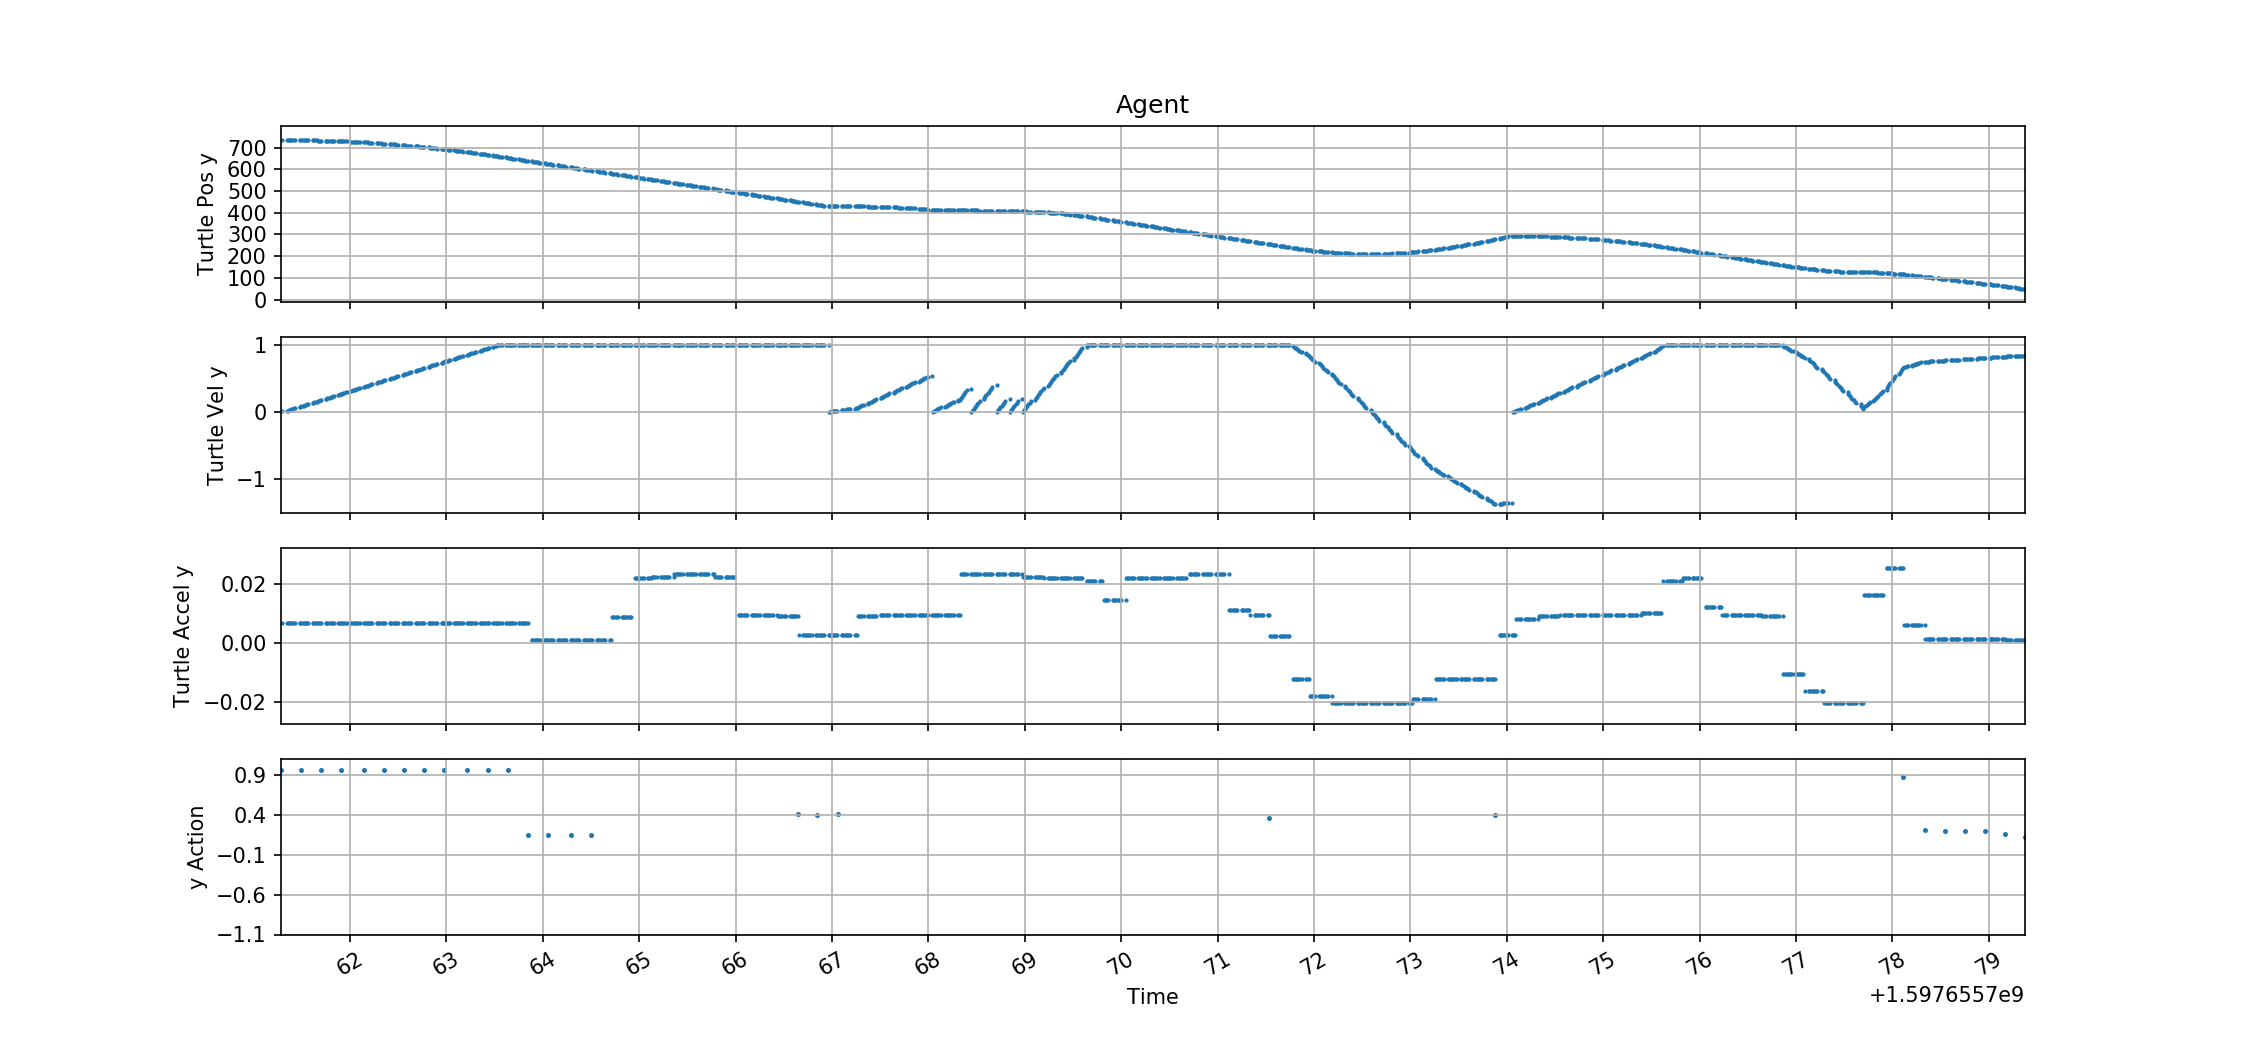 Agent
Turtle Pos y
700
600
500
400
300
200
100
0
Turtle Vel y
1
0
−1
Turtle Accel y
0.02
0.00
−0.02
y Action
0.9
0.4
−0.1
−0.6
−1.1
62 63 64 65 66 67 68 69 70 71 72 73 74 75 76 77 78 79
Time
+1.5976557e9